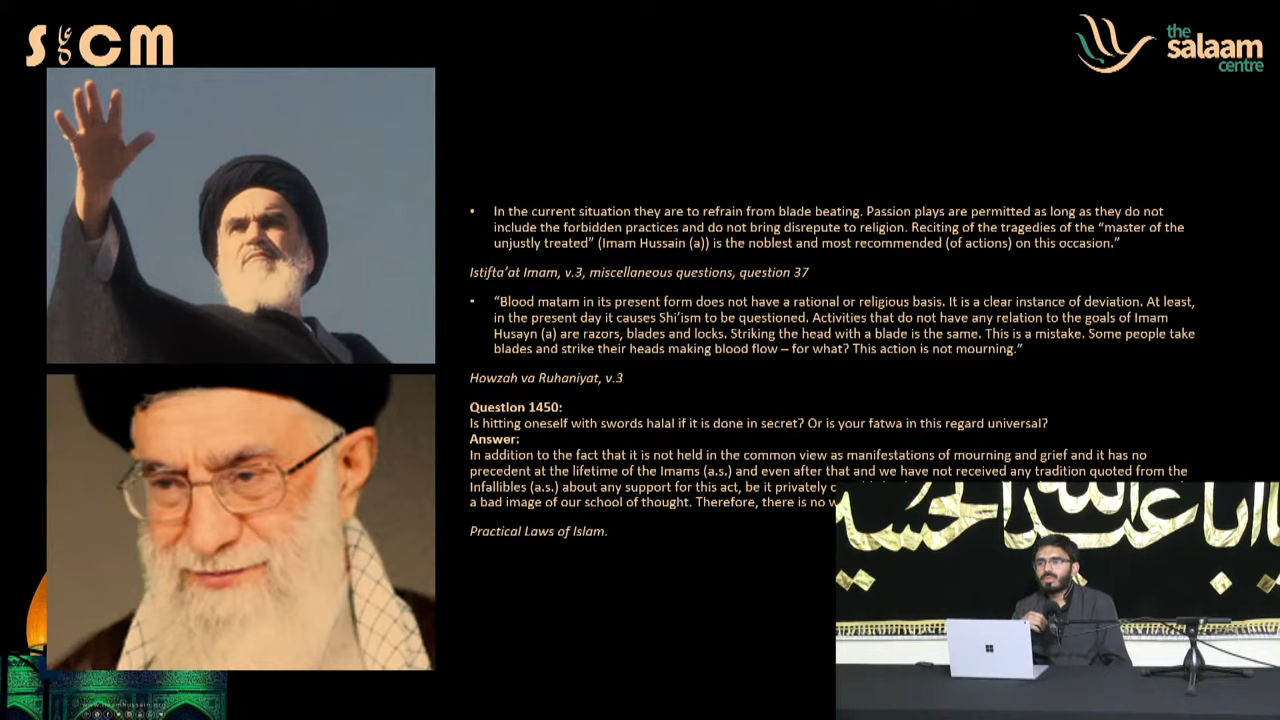 SICM
the
salaam
centre
• In the current situation they are to refrain from blade beating. Passion plays are permitted as long as they do not
include the forbidden practices and do not bring disrepute to religion. Reciting of the tragedies of the “master of the
unjustly treated” (Imam Hussain (a)) is the noblest and most recommended (of actions) on this occasion.”
Istifta’at Imam, v.3, miscellaneous questions, question 37
- “Blood matam in its present form does not have a rational or religious basis. It is a clear instance of deviation. At least,
in the present day it causes Shi’ism to be questioned. Activities that do not have any relation to the goals of Imam
Husayn (a) are razors, blades and locks. Striking the head with a blade is the same. This is a mistake. Some people take
blades and strike their heads making blood flow – for what? This action is not mourning.”
Howzah va Ruhaniyat, v.3
Question 1450:
Is hitting oneself with swords halal if it is done in secret? Or is your fatwa in this regard universal?
Answer:
In addition to the fact that it is not held in the common view as manifestations of mourning and grief and it has no
precedent at the lifetime of the Imams (a.s.) and even after that and we have not received any tradition quoted from the
Infallibles (a.s.) about any support for this act, be it privately
a bad image of our school of thought. Therefore, there is no
Practical Laws of Islam.
يا ابا عبد الله الحسين
www.imamhussain.org